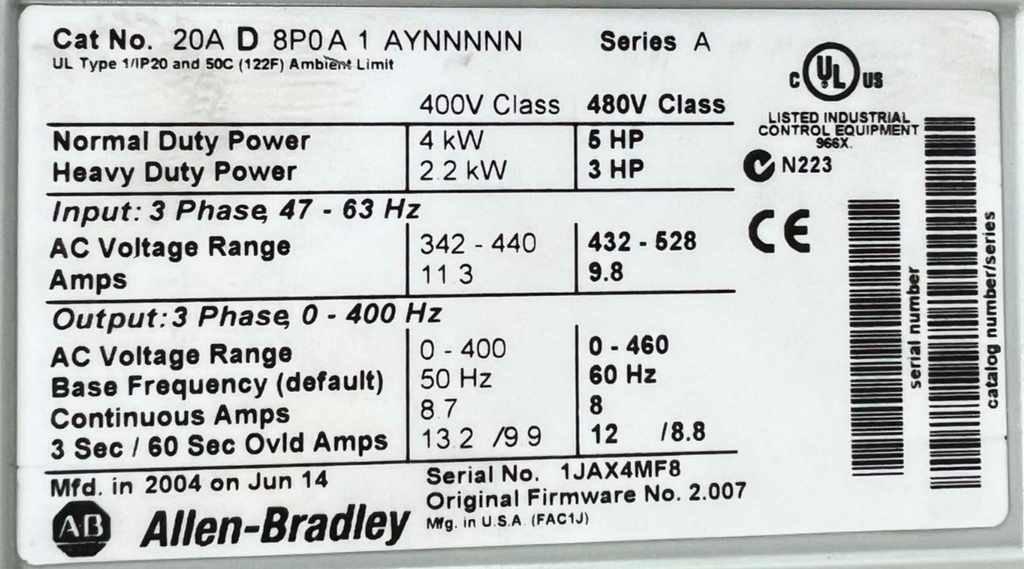 Cat No. 20A D 8P0A 1 AYNNNNN Series A
UL Type 1/IP20 and 50C (122F) Ambient Limit
400V Class 480V Class
Normal Duty Power 4 kW 5 HP
Heavy Duty Power 2.2 kW 3 HP
Input: 3 Phase, 47 - 63 Hz
AC Voltage Range 342 - 440 432 - 528
Amps 11.3 9.8
Output: 3 Phase, 0 - 400 Hz
AC Voltage Range 0 - 400 0 - 460
Base Frequency (default) 50 Hz 60 Hz
Continuous Amps 8.7 8
3 Sec / 60 Sec Ovld Amps 13.2 /9.9 12 /8.8
Mfd. in 2004 on Jun 14
Serial No. 1JAX4MF8
Original Firmware No. 2.007
Mfg. in U.S.A. (FAC1J)
AB Allen-Bradley
C UL US
LISTED INDUSTRIAL
CONTROL EQUIPMENT
966X.
N223
CE
serial number
catalog number/series